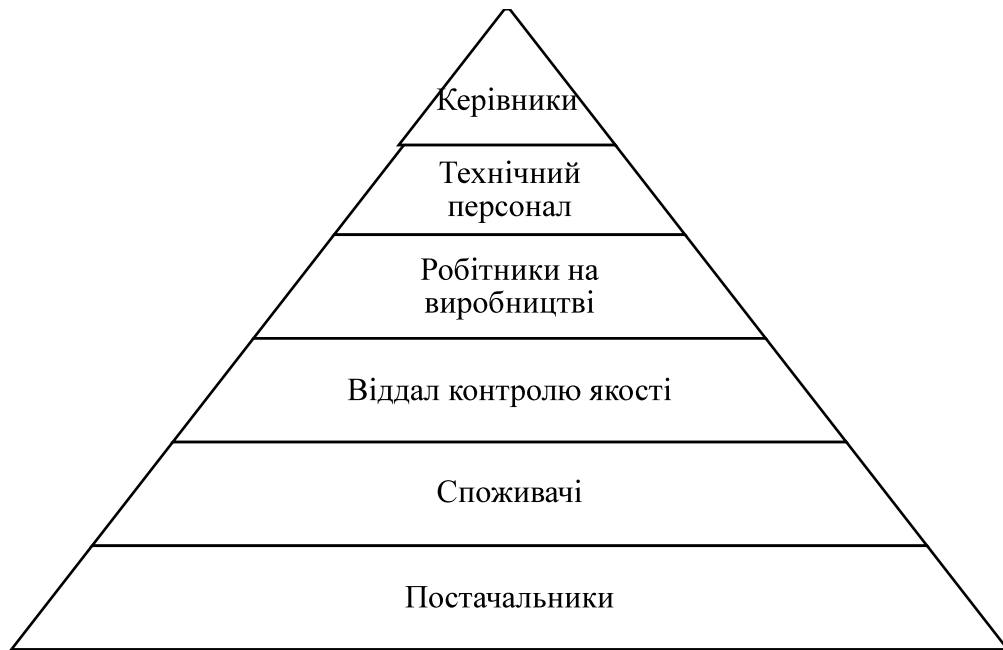 Керівники
Технічний
персонал
Робітники на
виробництві
Віддал контролю якості
Споживачі
Постачальники